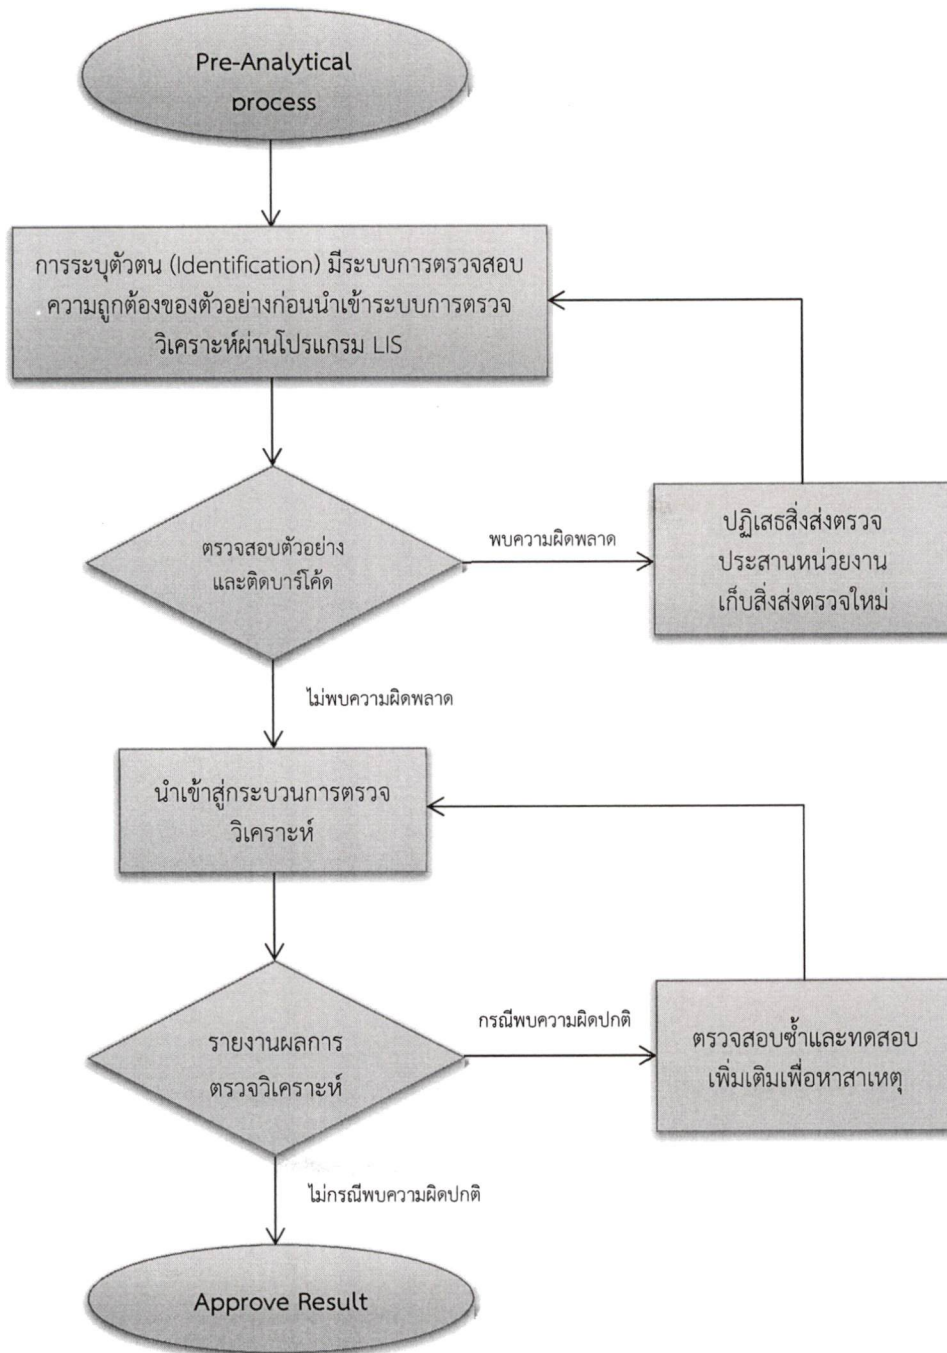 Pre-Analytical
process
การระบุตัวตน (Identification) มีระบบการตรวจสอบ
ความถูกต้องของตัวอย่างก่อนนำเข้าระบบการตรวจ
วิเคราะห์ผ่านโปรแกรม LIS
ตรวจสอบตัวอย่าง
และติดบาร์โค้ด
พบความผิดพลาด
ปฏิเสธสิ่งส่งตรวจ
ประสานหน่วยงาน
เก็บสิ่งส่งตรวจใหม่
ไม่พบความผิดพลาด
นำเข้าสู่กระบวนการตรวจ
วิเคราะห์
รายงานผลการ
ตรวจวิเคราะห์
กรณีพบความผิดปกติ
ตรวจสอบซ้ำและทดสอบ
เพิ่มเติมเพื่อหาสาเหตุ
ไม่กรณีพบความผิดปกติ
Approve Result